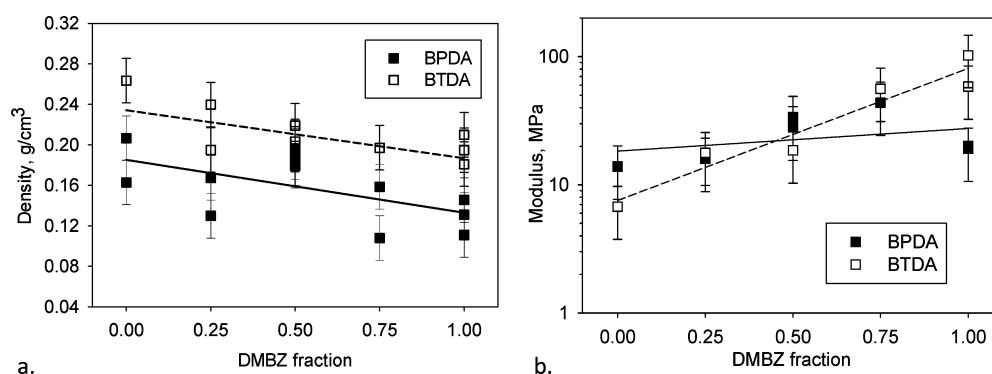 0.32
0.28
0.24
0.20
0.16
0.12
0.08
0.04
Density, g/cm³
BPDA
BTDA
0.00 0.25 0.50 0.75 1.00
DMBZ fraction
a.
100
10
1
Modulus, MPa
BPDA
BTDA
0.00 0.25 0.50 0.75 1.00
DMBZ fraction
b.